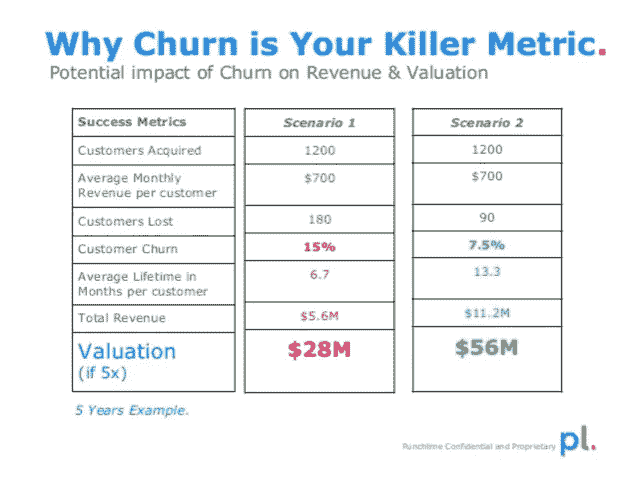 Why Churn is Your Killer Metric.
Potential impact of Churn on Revenue & Valuation
Success Metrics Scenario 1 Scenario 2
Customers Acquired 1200 1200
Average Monthly $700 $700
Revenue per customer
Customers Lost 180 90
Customer Churn 15% 7.5%
Average Lifetime in 6.7 13.3
Months per customer
Total Revenue $5.6M $11.2M
Valuation $28M $56M
(if 5x)
5 Years Example.
Punchtime Confidential and Proprietary pl.